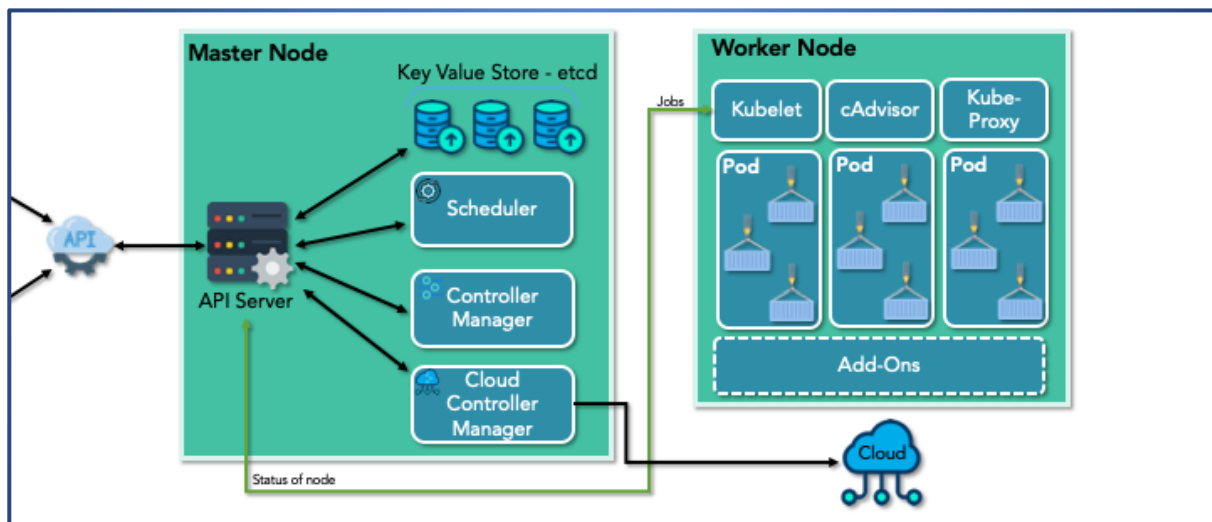 Master Node
Key Value Store - etcd
Scheduler
Controller
Manager
Cloud
Controller
Manager
API
API Server
Status of node
Jobs
Worker Node
Kubelet
cAdvisor
Kube-
Proxy
Pod
Pod
Pod
Add-Ons
Cloud